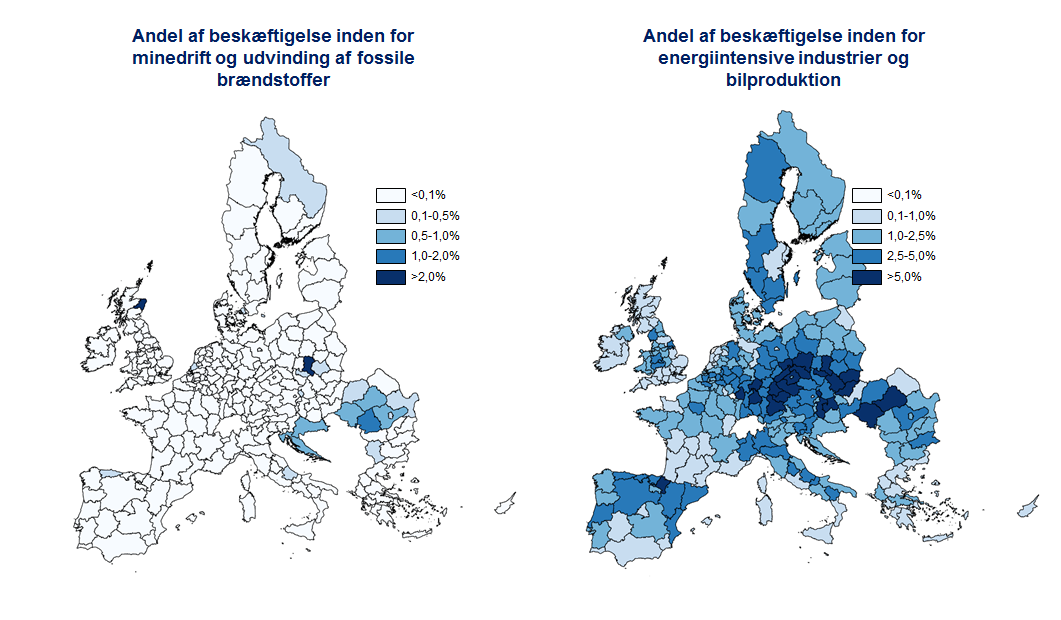 Andel af beskæftigelse inden for
minedrift og udvinding af fossile
brændstoffer
<0,1%
0,1-0,5%
0,5-1,0%
1,0-2,0%
>2,0%
Andel af beskæftigelse inden for
energiintensive industrier og
bilproduktion
<0,1%
0,1-1,0%
1,0-2,5%
2,5-5,0%
>5,0%